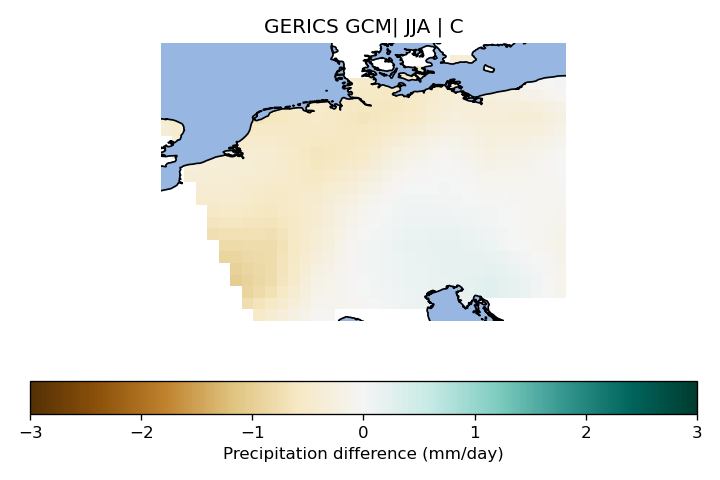 GERICS GCM| JJA | C
−3 −2 −1 0 1 2 3
Precipitation difference (mm/day)